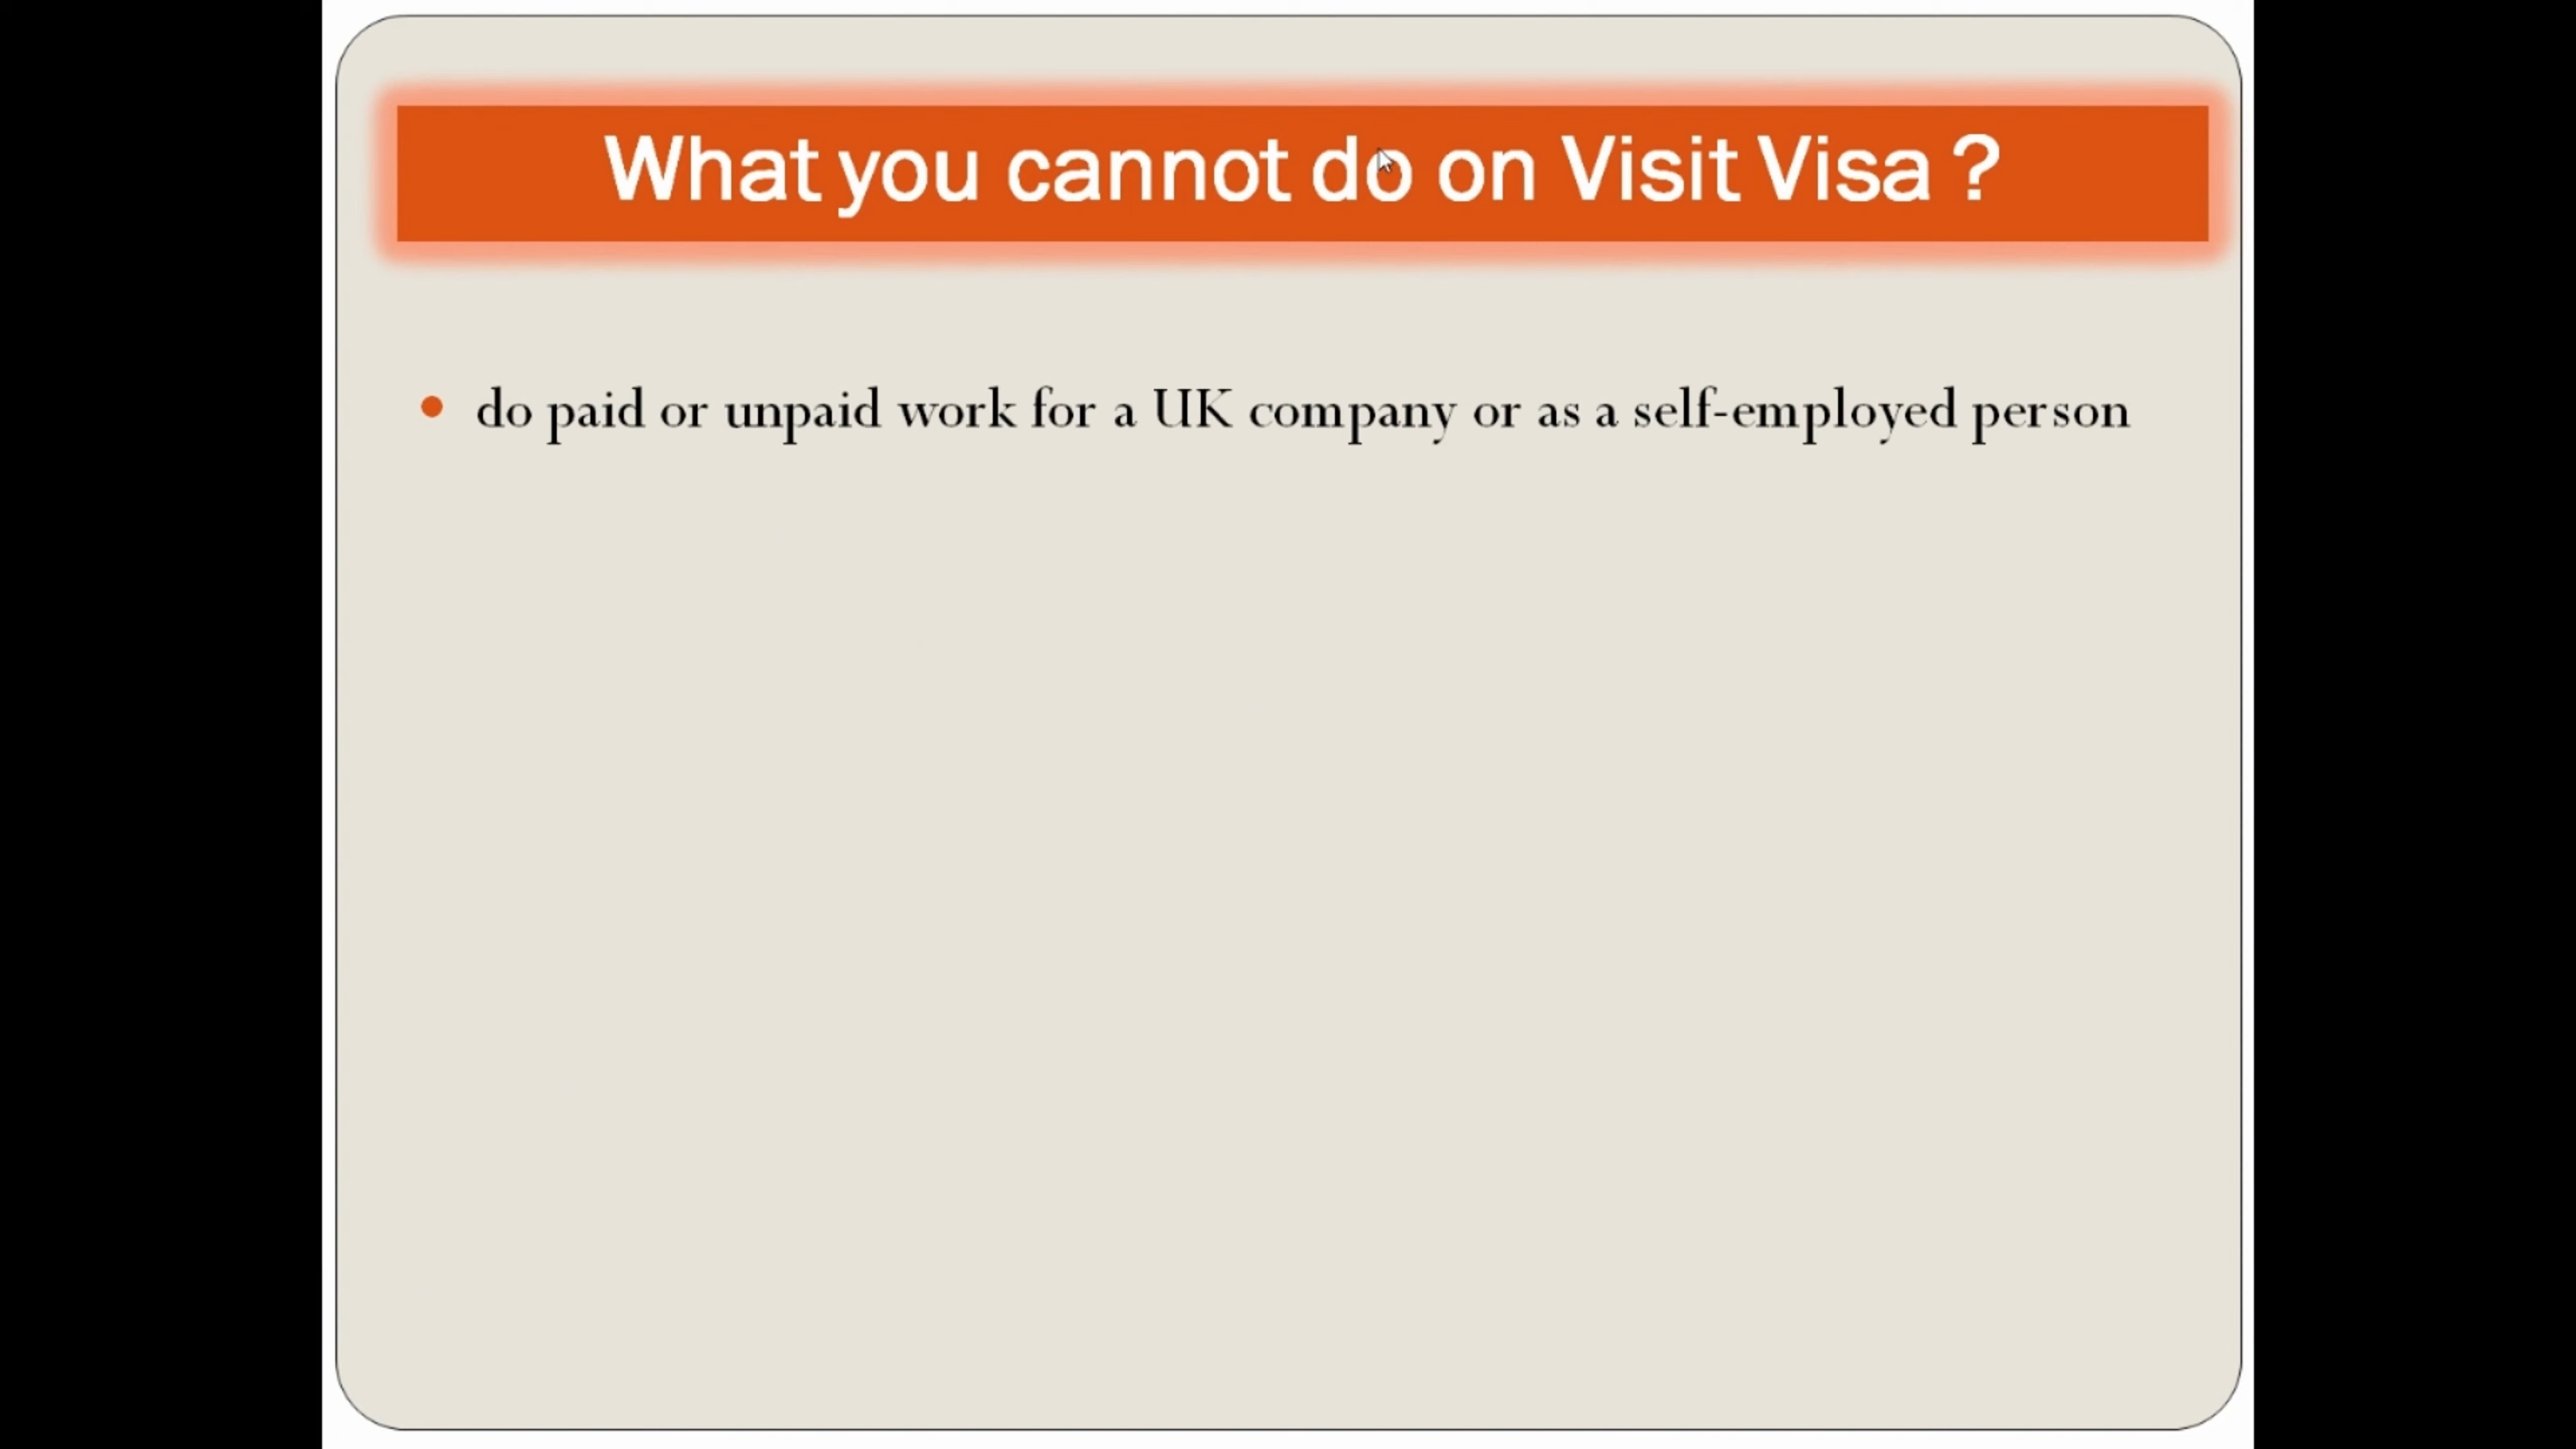 What you cannot do on Visit Visa ?
do paid or unpaid work for a UK company or as a self-employed person